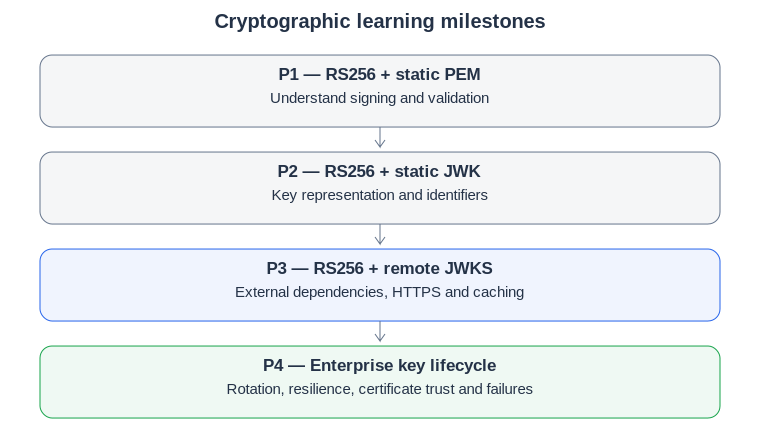 Cryptographic learning milestones
P1 — RS256 + static PEM
Understand signing and validation
P2 — RS256 + static JWK
Key representation and identifiers
P3 — RS256 + remote JWKS
External dependencies, HTTPS and caching
P4 — Enterprise key lifecycle
Rotation, resilience, certificate trust and failures